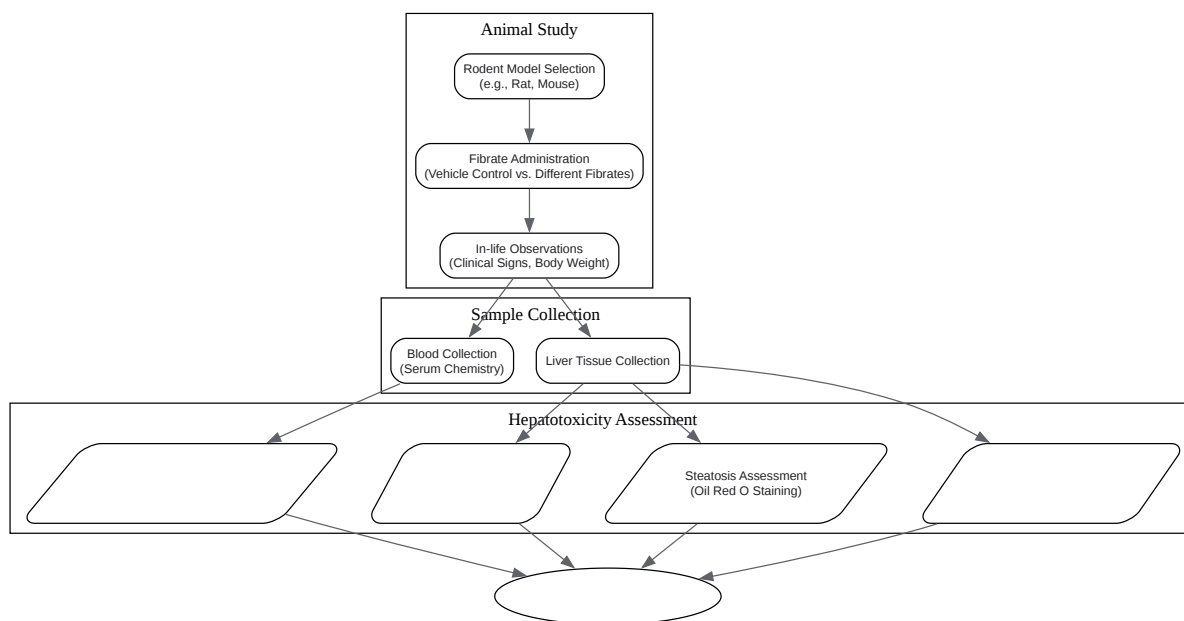 Animal Study
Rodent Model Selection
(e.g., Rat, Mouse)
Fibrate Administration
(Vehicle Control vs. Different Fibrates)
In-life Observations
(Clinical Signs, Body Weight)
Sample Collection
Blood Collection
(Serum Chemistry)
Liver Tissue Collection
Hepatotoxicity Assessment
Steatosis Assessment
(Oil Red O Staining)